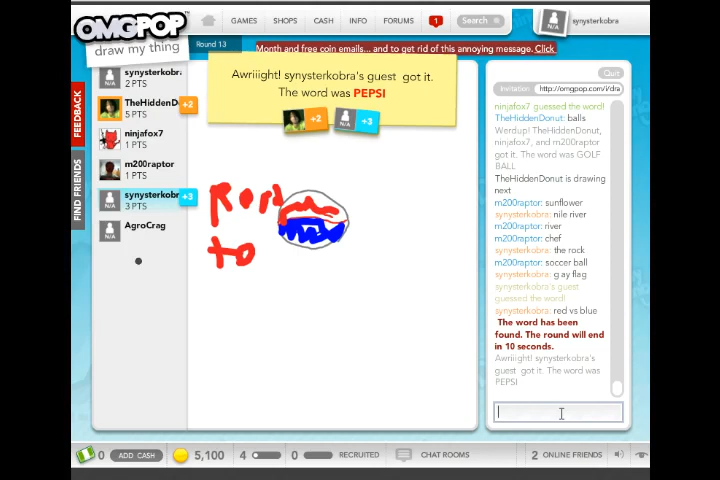 OMGPOP
draw my thing
GAMES
SHOPS
CASH
INFO
FORUMS
1
Search
N/A
synysterkobra
Round 13
Month and free coin emails... and to get rid of this annoying message. Click
FEEDBACK
FIND FRIENDS
N/A
synysterkobra
2 PTS
TheHiddenDo
+2
5 PTS
ninjafox7
1 PTS
m200raptor
1 PTS
N/A
synysterkobr
+3
3 PTS
N/A
AgroCrag
Awriiight! synysterkobra's guest got it.
The word was PEPSI
+2
N/A
+3
to
Quit
invitation
http://omgpop.com/i/dra
ninjafox7 guessed the word!
TheHiddenDonut: balls
Werdup! TheHiddenDonut,
ninjafox7, and m200raptor
got it. The word was GOLF
BALL
TheHiddenDonut is drawing
next
m200raptor: sunflower
synysterkobra: nile river
m200raptor: river
m200raptor: chef
synysterkobra: the rock
m200raptor: soccer ball
synysterkobra: g ay flag
synysterkobra's guest
guessed the word!
synysterkobra: red vs blue
The word has been
found. The round will end
in 10 seconds.
Awriiight! synysterkobra's
guest got it. The word was
PEPSI
0
ADD CASH
5,100
4
0
RECRUITED
CHAT ROOMS
2 ONLINE FRIENDS